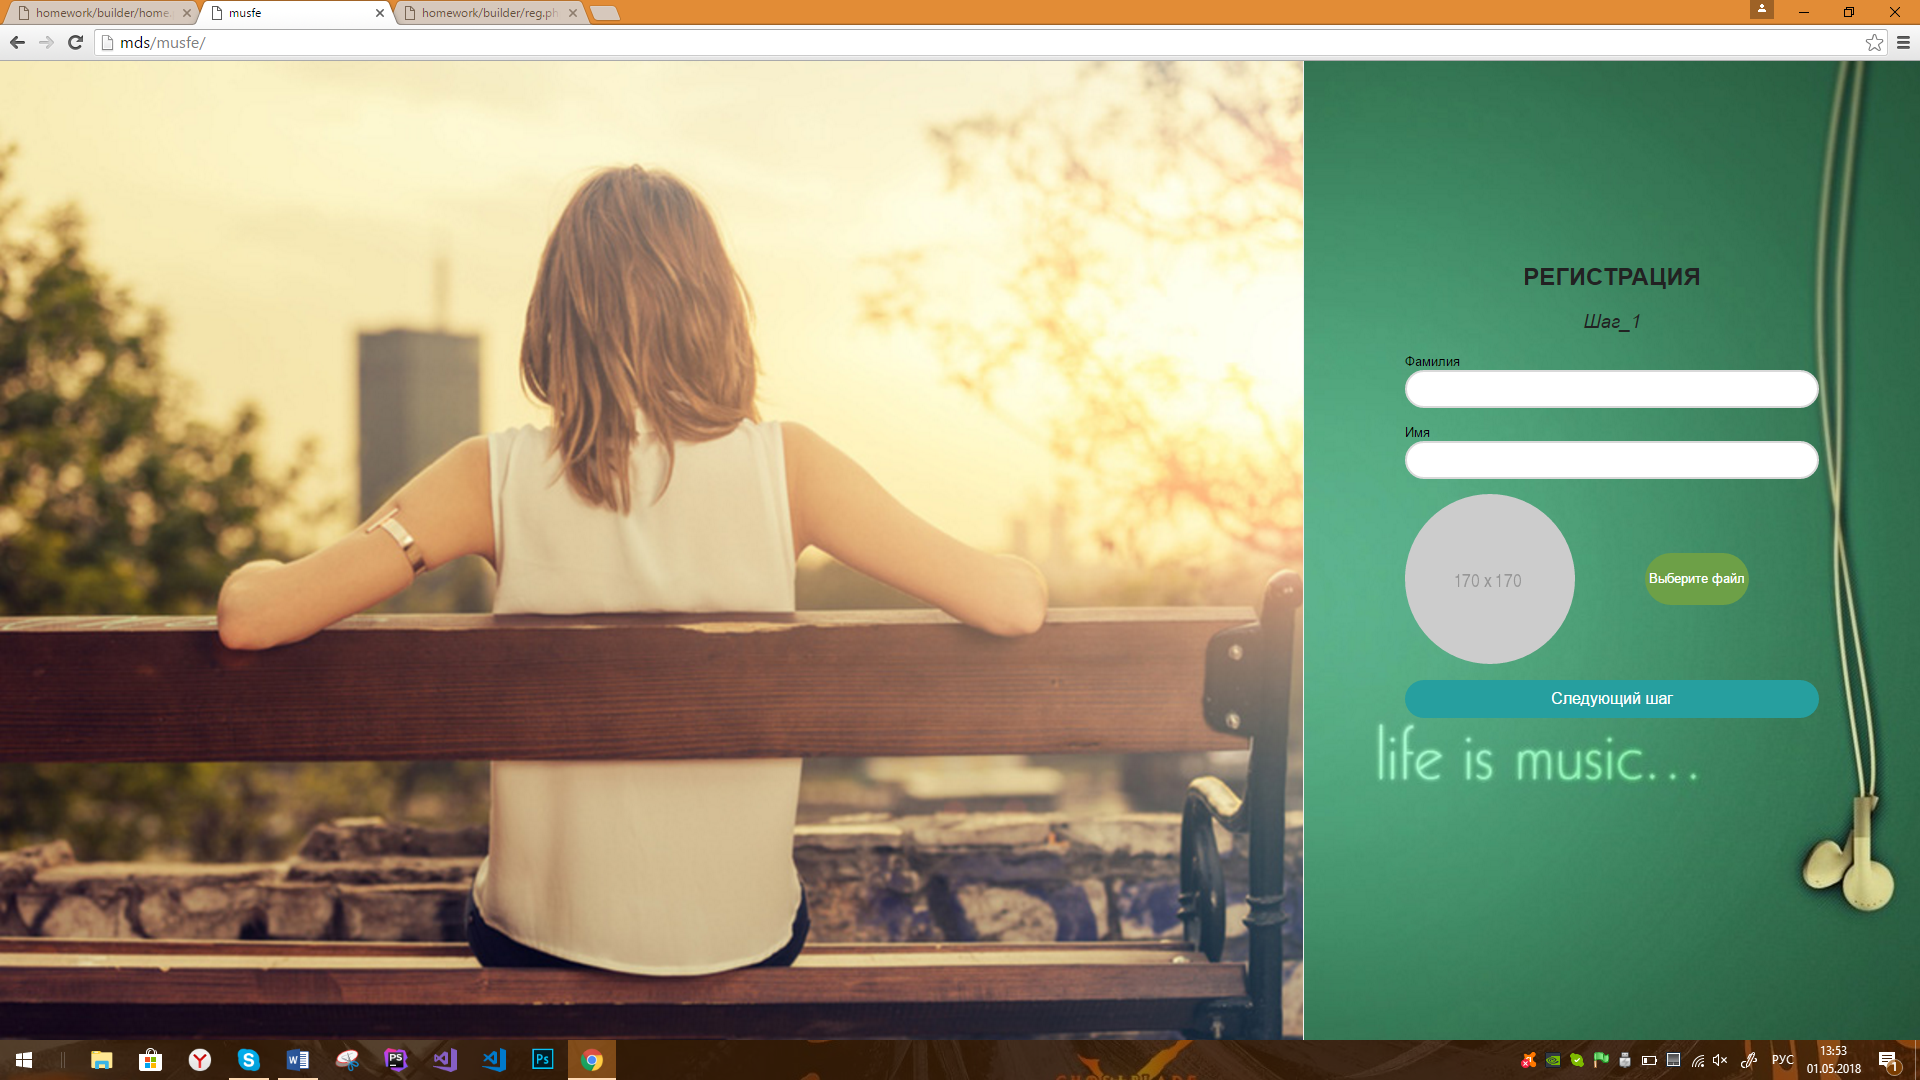 homework/builder/home.
musfe
homework/builder/reg.ph
mds/musfe/
РЕГИСТРАЦИЯ
Шаг_1
Фамилия
Имя
170 x 170
Выберите файл
Следующий шаг
life is music...
РУС
13:53
01.05.2018
1